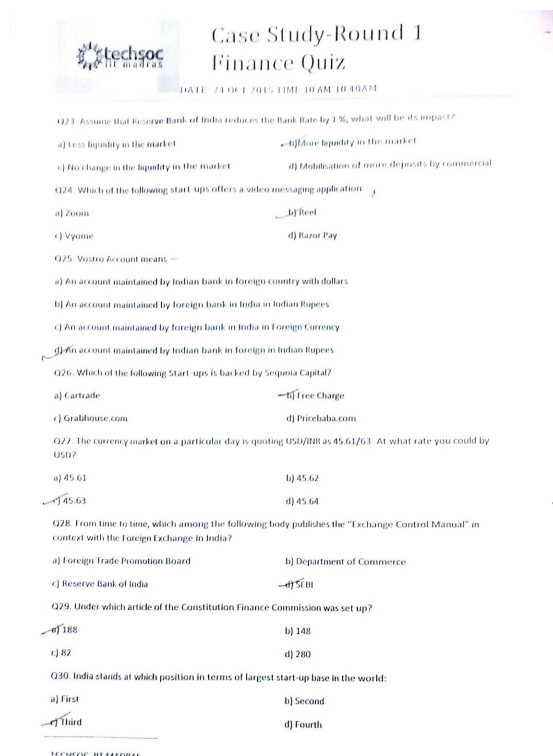 techsoc
iit madras
Case Study-Round 1
Finance Quiz
DATE 24 OCT 2015 TIME 10 AM 10 40AM
Q23 Assume that Reserve Bank of India reduces the Bank Rate by 1 %, what will be its impact?
a) Less liquidity in the market b) More liquidity in the market
c) No change in the liquidity in the market d) Mobilisation of more deposits by commercial
Q24 Which of the following start ups offers a video messaging application
a) Zoom b) Reel
c) Vyome d) Razor Pay
Q25 Vostro Account means –
a) An account maintained by Indian bank in foreign country with dollars
b) An account maintained by foreign bank in India in Indian Rupees
c) An account maintained by foreign bank in India in Foreign Currency
d) An account maintained by Indian bank in foreign in Indian Rupees
Q26. Which of the following Start-ups is backed by Sequoia Capital?
a) Cartrade b) Free Charge
c) Grabhouse.com d) Pricebaba.com
Q27 The currency market on a particular day is quoting USD/INR as 45.61/63. At what rate you could by
USD?
a) 45.61 b) 45.62
c) 45.63 d) 45.64
Q28. From time to time, which among the following body publishes the "Exchange Control Manual" in
context with the Foreign Exchange in India?
a) Foreign Trade Promotion Board b) Department of Commerce
c) Reserve Bank of India d) SEBI
Q29. Under which article of the Constitution Finance Commission was set up?
a) 188 b) 148
c) 82 d) 280
Q30. India stands at which position in terms of largest start-up base in the world:
a) First b) Second
c) Third d) Fourth
TECHSOC, IIT MADRAS